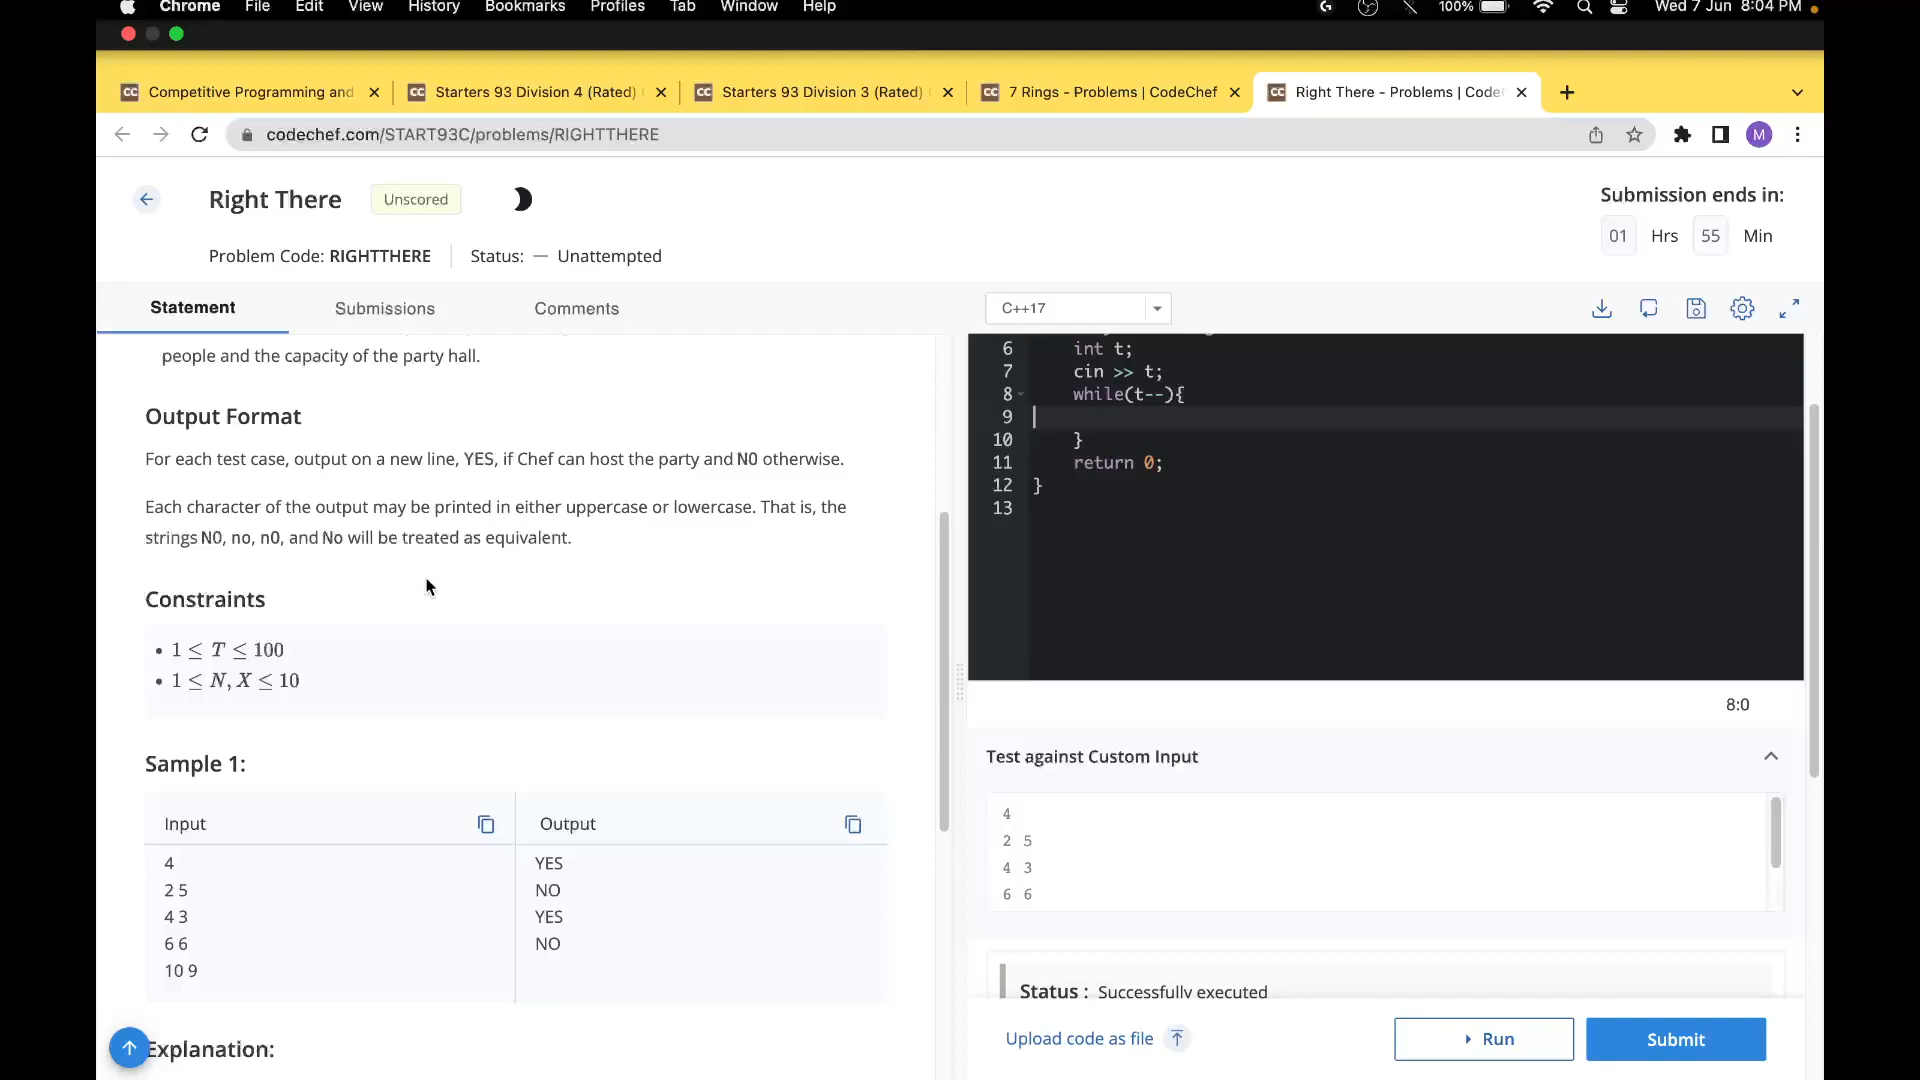 Chrome File Edit View History Bookmarks Profiles Tab Window Help 100% Wed 7 Jun 8:04 PM
CC Competitive Programming and CC Starters 93 Division 4 (Rated) CC Starters 93 Division 3 (Rated) CC 7 Rings - Problems | CodeChef CC Right There - Problems | Code
codechef.com/START93C/problems/RIGHTTHERE M
Right There Unscored
Problem Code: RIGHTTHERE Status: — Unattempted
Submission ends in:
01 Hrs 55 Min
Statement Submissions Comments
people and the capacity of the party hall.
Output Format
For each test case, output on a new line, YES, if Chef can host the party and NO otherwise.
Each character of the output may be printed in either uppercase or lowercase. That is, the
strings NO, no, nO, and No will be treated as equivalent.
Constraints
• 1 ≤ T ≤ 100
• 1 ≤ N, X ≤ 10
Sample 1:
Input Output
4 YES
2 5 NO
4 3 YES
6 6 NO
10 9
Explanation:
C++17
6 int t;
7 cin >> t;
8 while(t--){
9
10 }
11 return 0;
12 }
13
8:0
Test against Custom Input
4
2 5
4 3
6 6
Status : Successfully executed
Upload code as file Run Submit